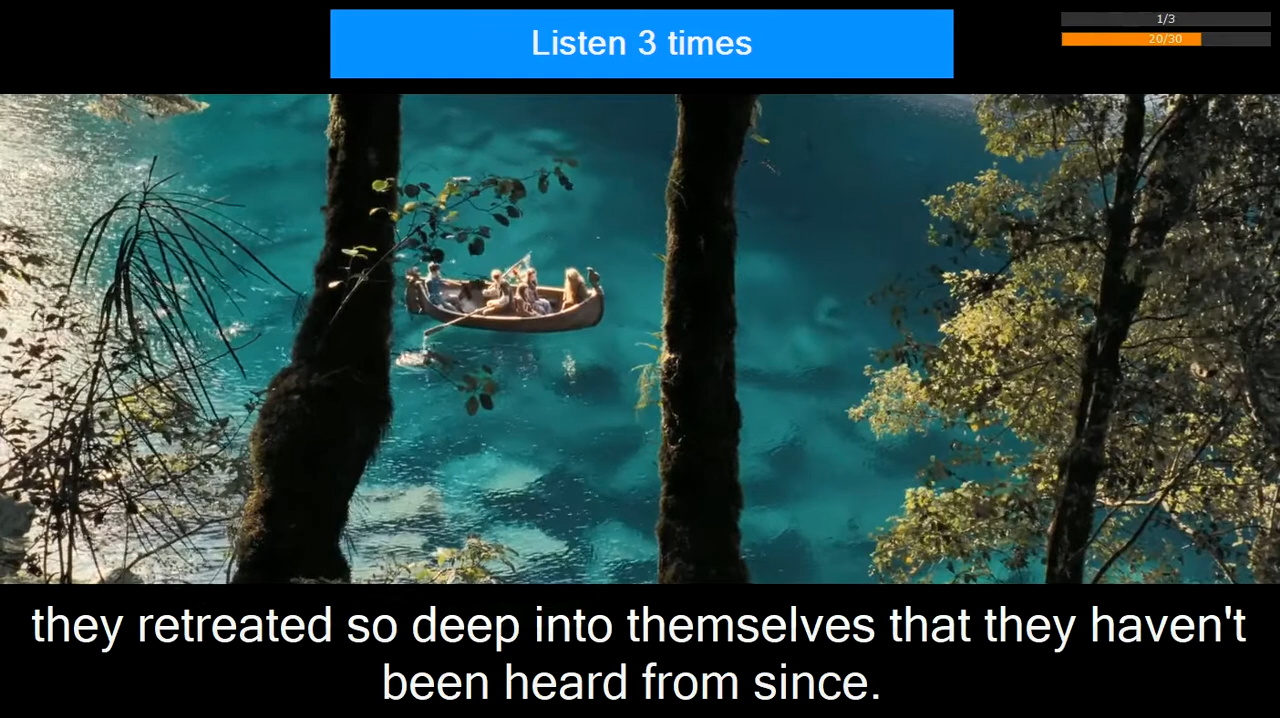 Listen 3 times
1/3
20/30
they retreated so deep into themselves that they haven't
been heard from since.